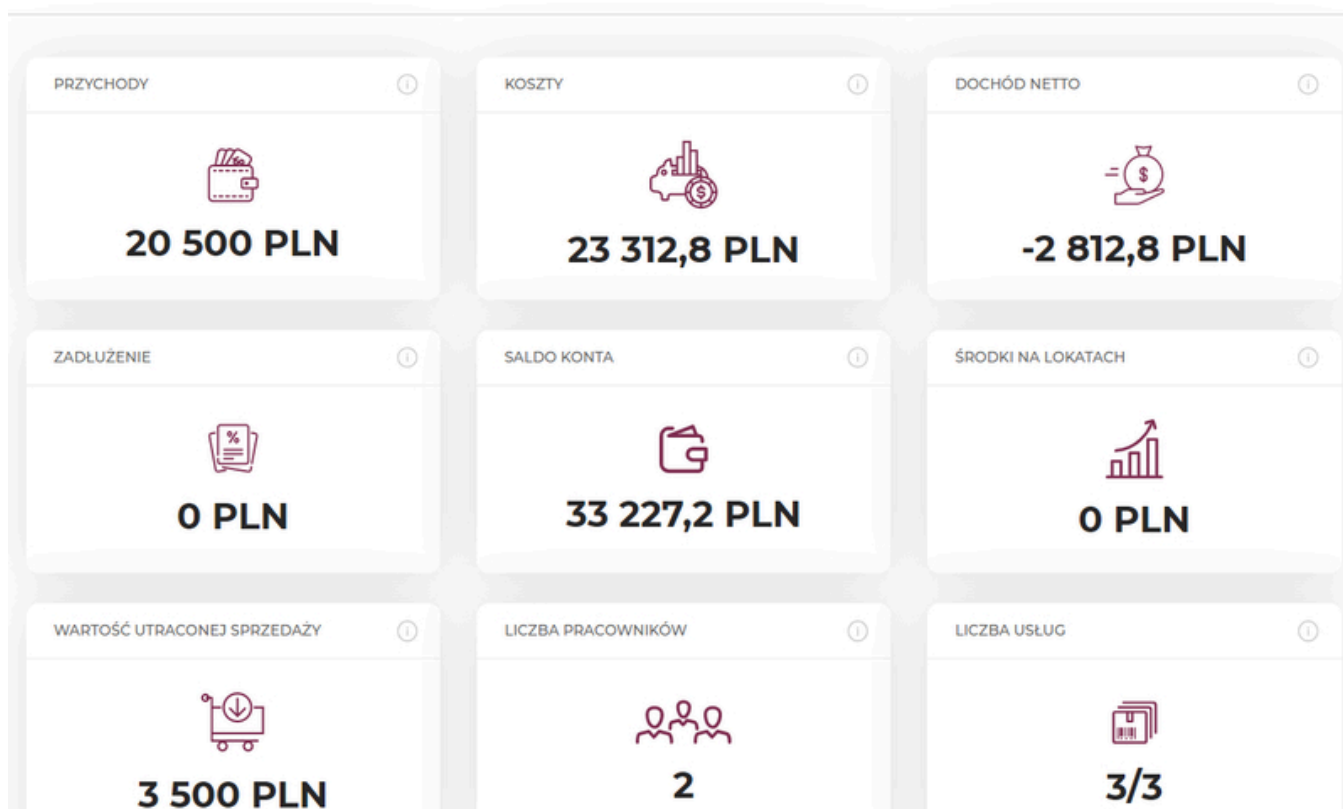 PRZYCHODY
KOSZTY
DOCHÓD NETTO
20 500 PLN
23 312,8 PLN
-2 812,8 PLN
ZADŁUŻENIE
SALDO KONTA
ŚRODKI NA LOKATACH
0 PLN
33 227,2 PLN
0 PLN
WARTOŚĆ UTRACONEJ SPRZEDAŻY
LICZBA PRACOWNIKÓW
LICZBA USŁUG
3 500 PLN
2
3/3